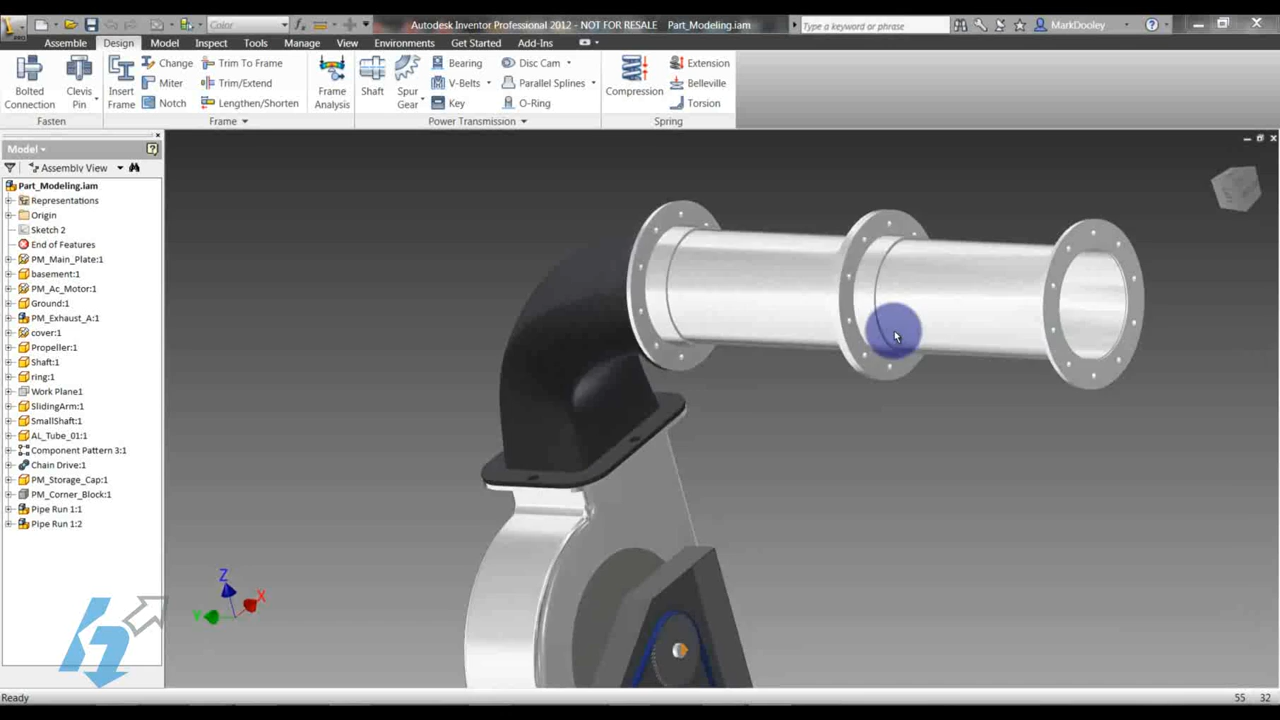 Color
Autodesk Inventor Professional 2012 - NOT FOR RESALE Part_Modeling.iam
Type a keyword or phrase
MarkDooley
Assemble Design Model Inspect Tools Manage View Environments Get Started Add-Ins
Bolted Connection
Clevis Pin
Fasten
Insert Frame
Change
Miter
Notch
Trim To Frame
Trim/Extend
Lengthen/Shorten
Frame Analysis
Frame
Shaft
Spur Gear
Bearing
V-Belts
Key
Disc Cam
Parallel Splines
O-Ring
Power Transmission
Compression
Extension
Belleville
Torsion
Spring
Model
Assembly View
Part_Modeling.iam
Representations
Origin
Sketch 2
End of Features
PM_Main_Plate:1
basement:1
PM_Ac_Motor:1
Ground:1
PM_Exhaust_A:1
cover:1
Propeller:1
Shaft:1
ring:1
Work Plane1
SlidingArm:1
SmallShaft:1
AL_Tube_01:1
Component Pattern 3:1
Chain Drive:1
PM_Storage_Cap:1
PM_Corner_Block:1
Pipe Run 1:1
Pipe Run 1:2
Z
X
Y
Ready
55 32